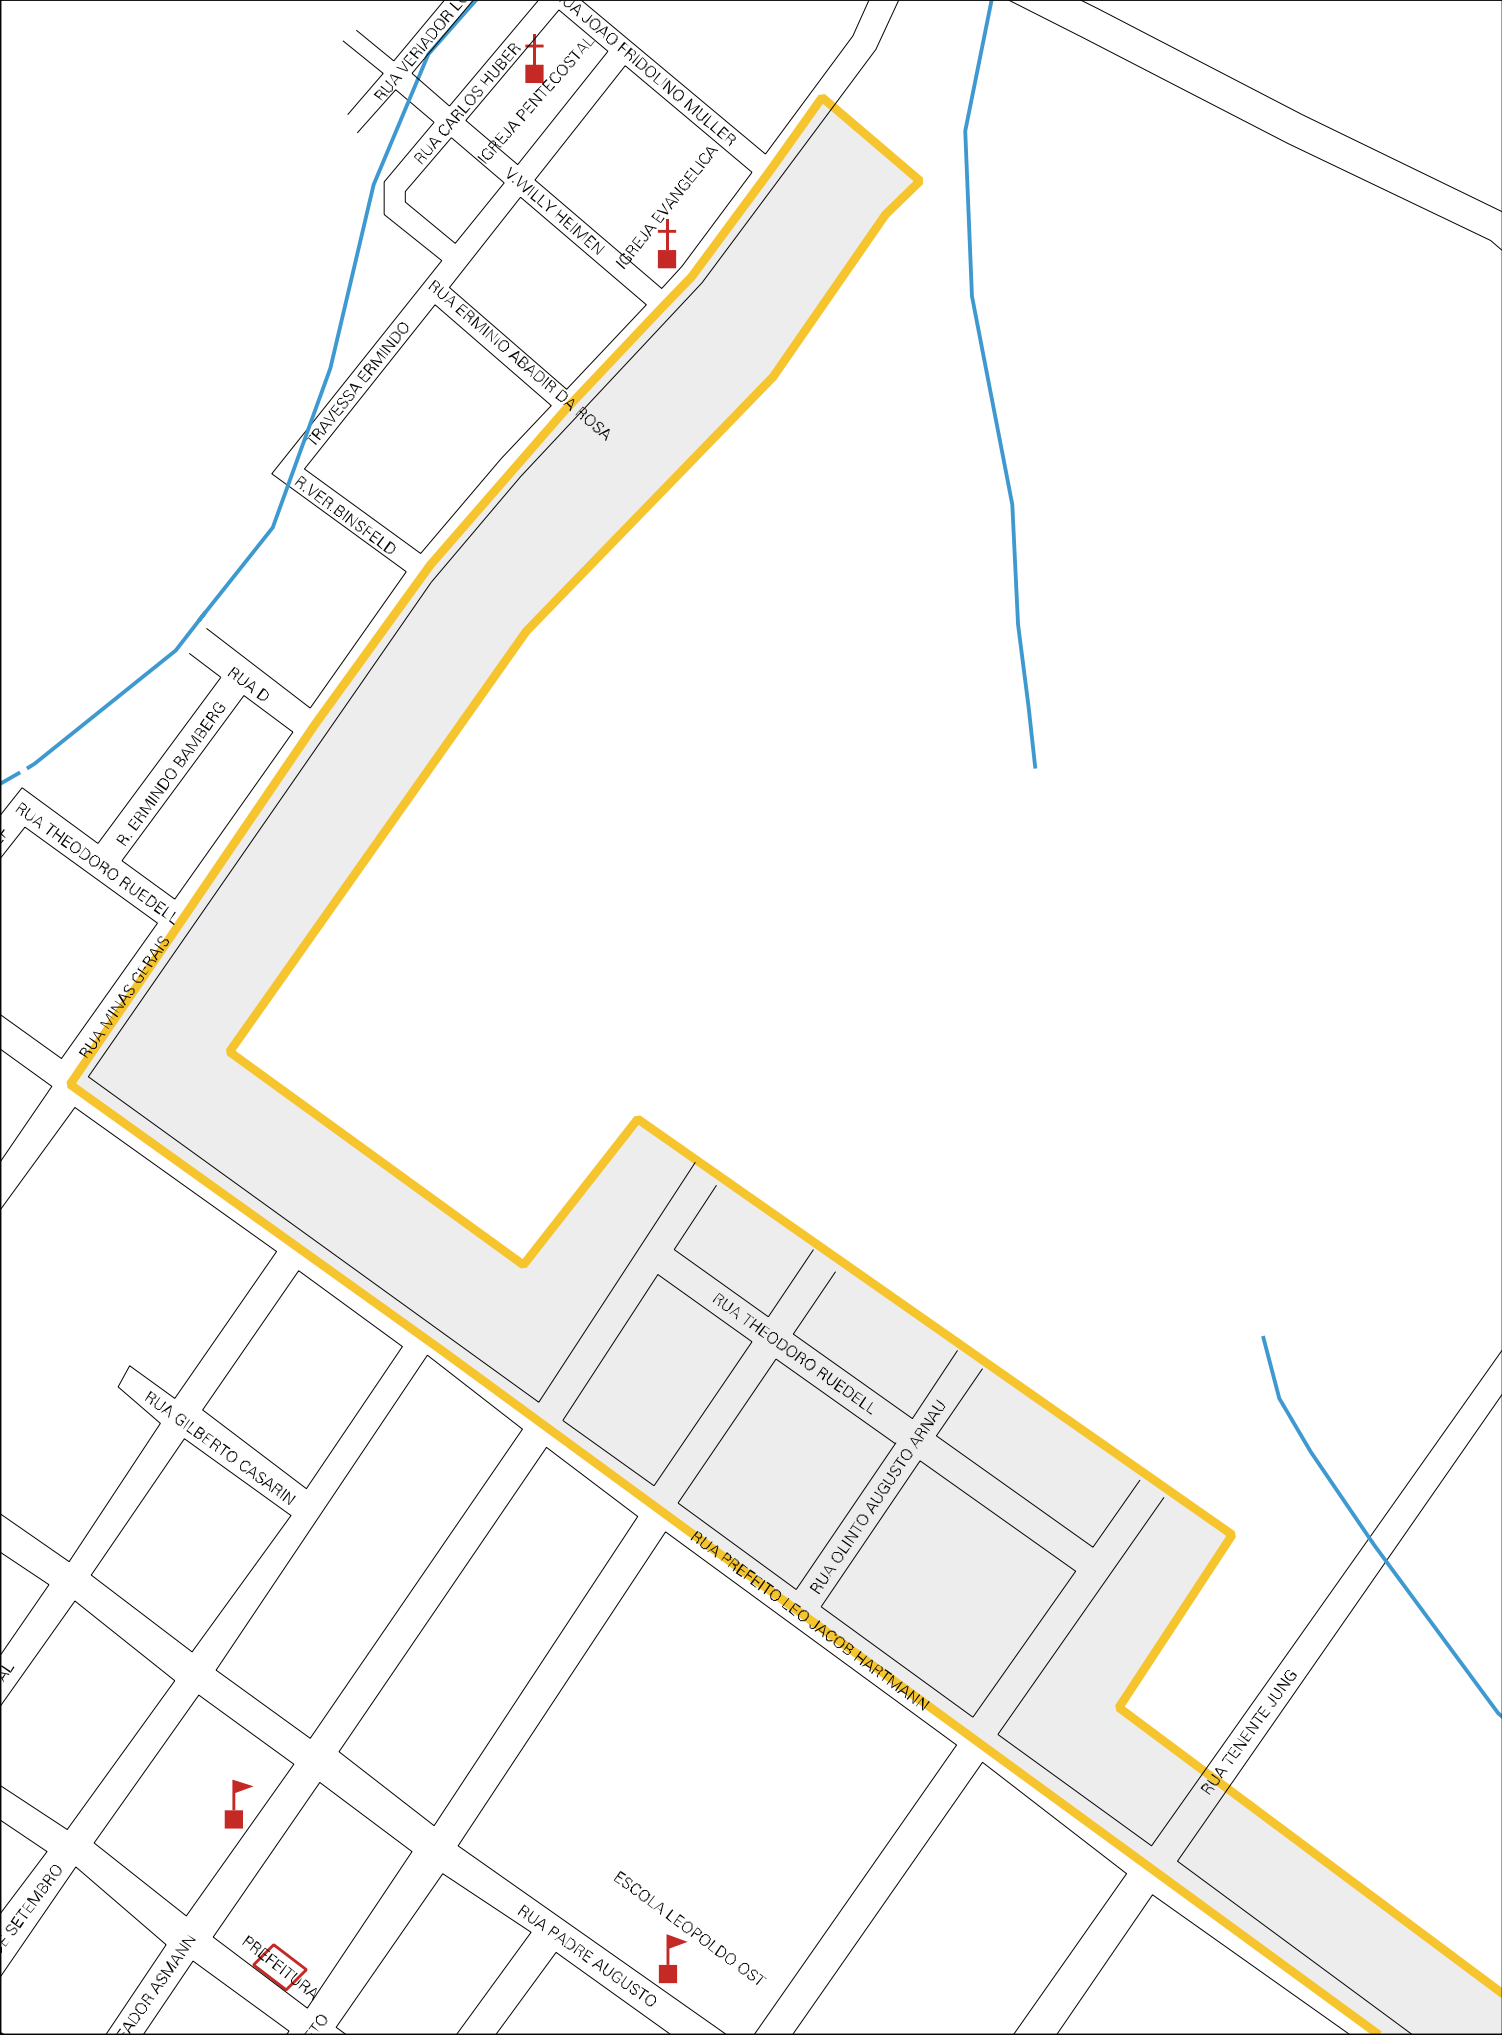 RUA VERIADOR
RUA JOAO FRIDOLINO MULLER
RUA CARLOS HUBER
IGREJA PENTECOSTAL
IGREJA EVANGELICA
V.WILLY HEIMEN
RUA ERMINIO ABADIR DA ROSA
TRAVESSA ERMINDO
R.VER.BINSFELD
RUA D
R. ERMINDO BAMBERG
RUA THEODORO RUEDELL
RUA MINAS GERAIS
RUA THEODORO RUEDELL
RUA GILBERTO CASARIN
RUA OLINTO AUGUSTO ARNAU
RUA PREFEITO LEO JACOB HARTMANN
RUA TENENTE JUNG
SETEMBRO
ESCOLA LEOPOLDO OST
RUA PADRE AUGUSTO
PREFEITURA
ASMANN